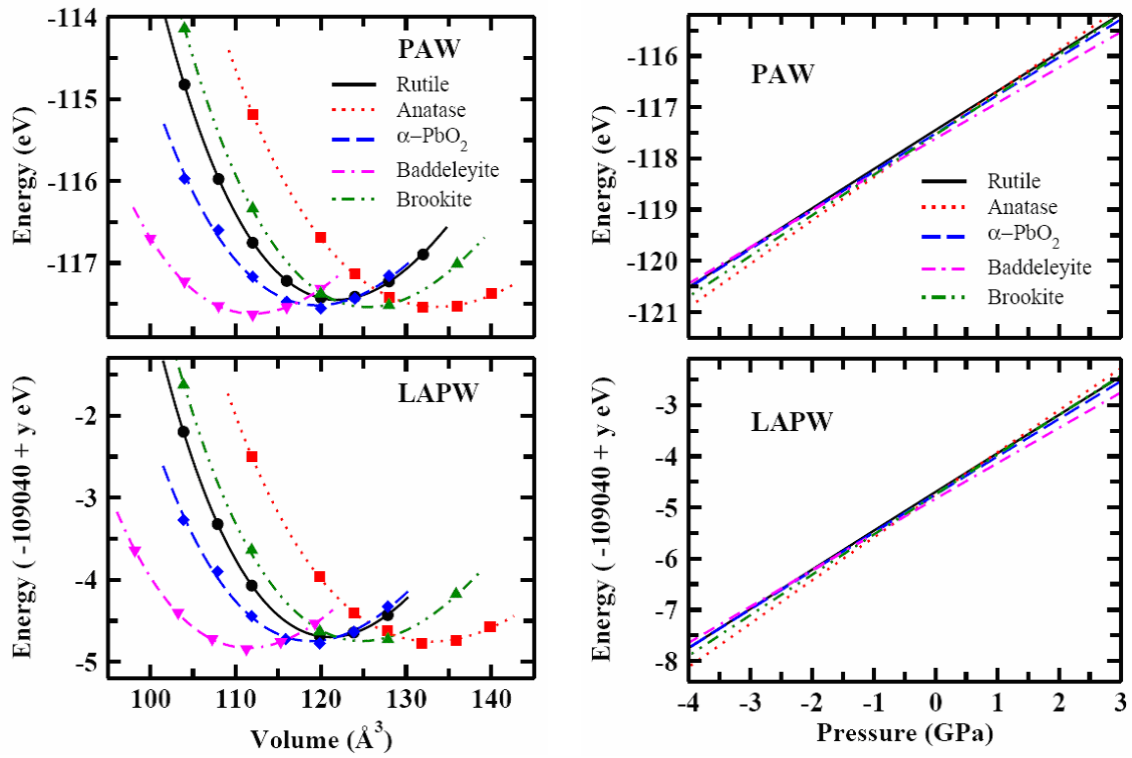 -114
-115
-116
-117
Energy (eV)
PAW
Rutile
Anatase
α−PbO₂
Baddeleyite
Brookite
-116
-117
-118
-119
-120
-121
Energy (eV)
PAW
Rutile
Anatase
α−PbO₂
Baddeleyite
Brookite
-2
-3
-4
-5
Energy ( -109040 + y eV)
LAPW
100 110 120 130 140
Volume (Å³)
-3
-4
-5
-6
-7
-8
Energy ( -109040 + y eV)
LAPW
-4 -3 -2 -1 0 1 2 3
Pressure (GPa)